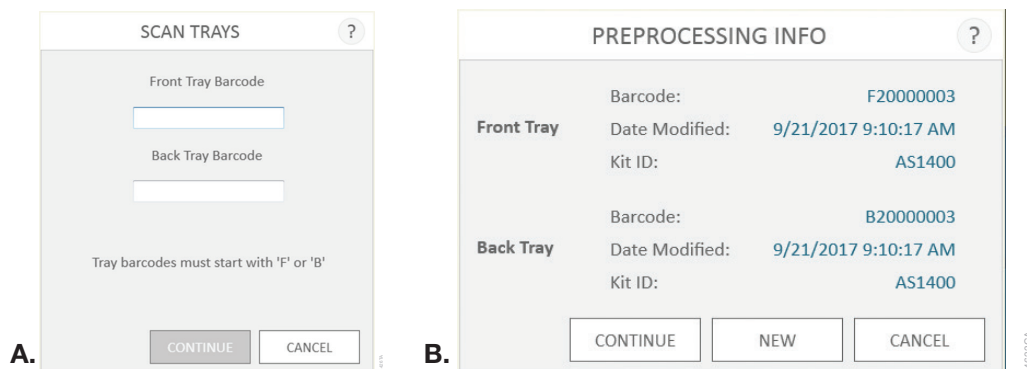 SCAN TRAYS ?
Front Tray Barcode
Back Tray Barcode
Tray barcodes must start with 'F' or 'B'
CONTINUE CANCEL
A.
PREPROCESSING INFO ?
Front Tray
Barcode: F20000003
Date Modified: 9/21/2017 9:10:17 AM
Kit ID: AS1400
Back Tray
Barcode: B20000003
Date Modified: 9/21/2017 9:10:17 AM
Kit ID: AS1400
CONTINUE NEW CANCEL
B.